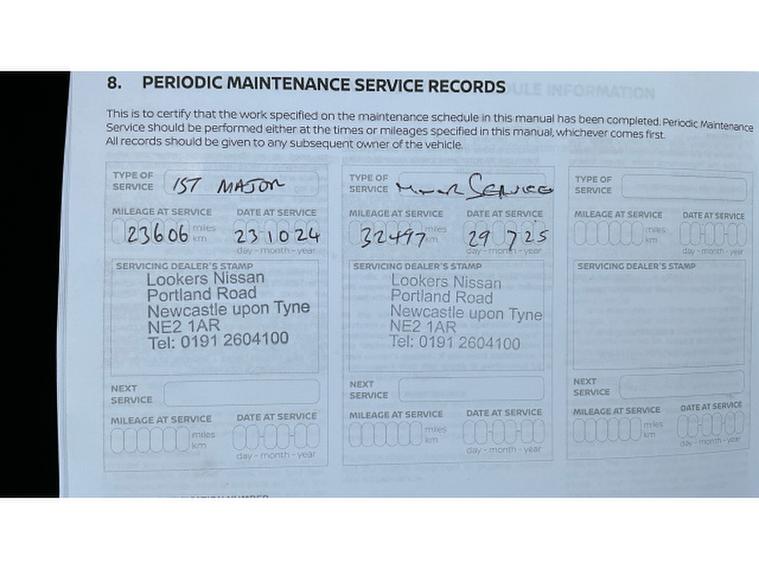 8. PERIODIC MAINTENANCE SERVICE RECORDS
This is to certify that the work specified on the maintenance schedule in this manual has been completed. Periodic Maintenance
Service should be performed either at the times or mileages specified in this manual, whichever comes first.
All records should be given to any subsequent owner of the vehicle.
TYPE OF
SERVICE 1ST MAJOR
MILEAGE AT SERVICE DATE AT SERVICE
23606 miles
km
23 10 24
day - month - year
SERVICING DEALER'S STAMP
Lookers Nissan
Portland Road
Newcastle upon Tyne
NE2 1AR
Tel: 0191 2604100
NEXT
SERVICE
MILEAGE AT SERVICE DATE AT SERVICE
miles
km
day - month - year
TYPE OF
SERVICE SERVICE
MILEAGE AT SERVICE DATE AT SERVICE
32497 miles
km
29 7 25
day - month - year
SERVICING DEALER'S STAMP
Lookers Nissan
Portland Road
Newcastle upon Tyne
NE2 1AR
Tel: 0191 2604100
NEXT
SERVICE
MILEAGE AT SERVICE DATE AT SERVICE
miles
km
day - month - year
TYPE OF
SERVICE
MILEAGE AT SERVICE DATE AT SERVICE
miles
km
day - month - year
SERVICING DEALER'S STAMP
NEXT
SERVICE
MILEAGE AT SERVICE DATE AT SERVICE
miles
km
day - month - year